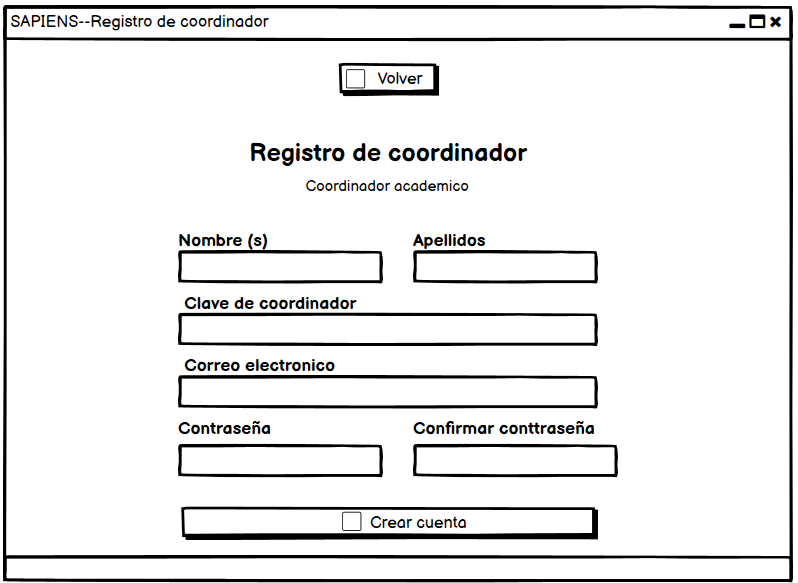 SAPIENS--Registro de coordinador
Volver
Registro de coordinador
Coordinador academico
Nombre (s) Apellidos
Clave de coordinador
Correo electronico
Contraseña Confirmar conttraseña
Crear cuenta